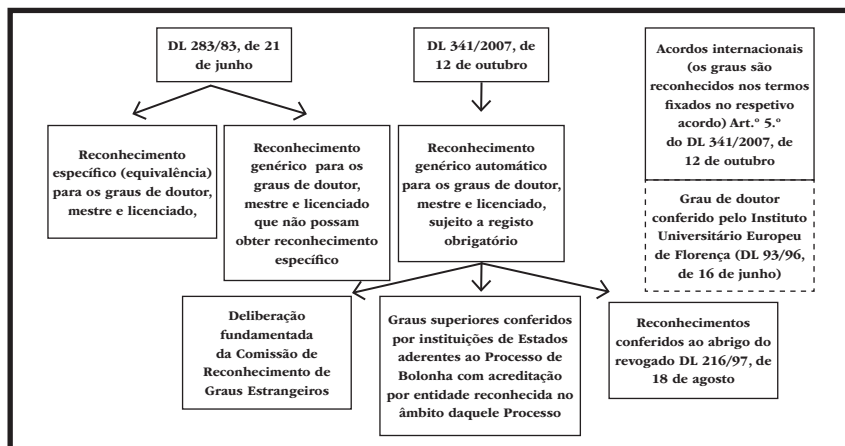 DL 283/83, de 21
de junho
DL 341/2007, de
12 de outubro
Acordos internacionais
(os graus são
reconhecidos nos termos
fixados no respetivo
acordo) Art.º 5.º
do DL 341/2007, de
12 de outubro
Reconhecimento
específico (equivalência)
para os graus de doutor,
mestre e licenciado,
Reconhecimento
genérico para os
graus de doutor,
mestre e licenciado
que não possam
obter reconhecimento
específico
Reconhecimento
genérico automático
para os graus de doutor,
mestre e licenciado,
sujeito a registo
obrigatório
Grau de doutor
conferido pelo Instituto
Universitário Europeu
de Florença (DL 93/96,
de 16 de junho)
Deliberação
fundamentada
da Comissão de
Reconhecimento de
Graus Estrangeiros
Graus superiores conferidos
por instituições de Estados
aderentes ao Processo de
Bolonha com acreditação
por entidade reconhecida no
âmbito daquele Processo
Reconhecimentos
conferidos ao abrigo do
revogado DL 216/97, de
18 de agosto